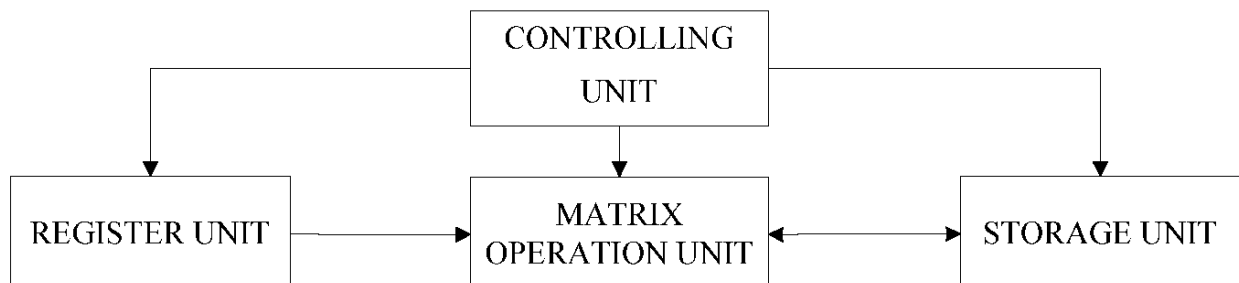 CONTROLLING
UNIT
REGISTER UNIT
MATRIX
OPERATION UNIT
STORAGE UNIT